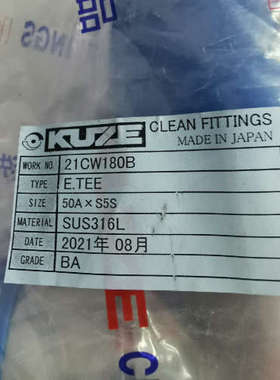 KUZE CLEAN FITTINGS
MADE IN JAPAN
WORK NO. 21CW180B
TYPE E.TEE
SIZE 50A×S5S
MATERIAL SUS316L
DATE 2021年 08月
GRADE BA